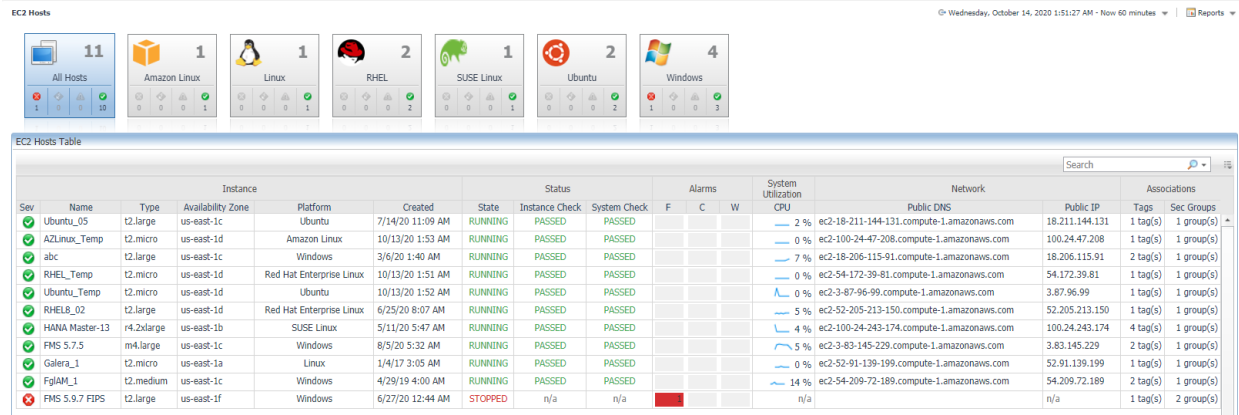 EC2 Hosts
Wednesday, October 14, 2020 1:51:27 AM - Now 60 minutes Reports
11 1 1 2 1 2 4
All Hosts Amazon Linux Linux RHEL SUSE Linux Ubuntu Windows
1 0 0 10 0 0 0 1 0 0 0 1 0 0 0 2 0 0 0 1 0 0 0 2 1 0 0 3
EC2 Hosts Table
Search
Instance Status Alarms System Utilization Network Associations
Sev Name Type Availability Zone Platform Created State Instance Check System Check F C W CPU Public DNS Public IP Tags Sec Groups
Ubuntu_05 t2.large us-east-1c Ubuntu 7/14/20 11:09 AM RUNNING PASSED PASSED 2 % ec2-18-211-144-131.compute-1.amazonaws.com 18.211.144.131 1 tag(s) 1 group(s)
AZLinux_Temp t2.micro us-east-1d Amazon Linux 10/13/20 1:53 AM RUNNING PASSED PASSED 0 % ec2-100-24-47-208.compute-1.amazonaws.com 100.24.47.208 1 tag(s) 1 group(s)
abc t2.large us-east-1c Windows 3/6/20 1:40 AM RUNNING PASSED PASSED 7 % ec2-18-206-115-91.compute-1.amazonaws.com 18.206.115.91 2 tag(s) 1 group(s)
RHEL_Temp t2.micro us-east-1d Red Hat Enterprise Linux 10/13/20 1:51 AM RUNNING PASSED PASSED 0 % ec2-54-172-39-81.compute-1.amazonaws.com 54.172.39.81 1 tag(s) 1 group(s)
Ubuntu_Temp t2.micro us-east-1d Ubuntu 10/13/20 1:52 AM RUNNING PASSED PASSED 0 % ec2-3-87-96-99.compute-1.amazonaws.com 3.87.96.99 1 tag(s) 1 group(s)
RHEL8_02 t2.large us-east-1d Red Hat Enterprise Linux 6/25/20 8:07 AM RUNNING PASSED PASSED 5 % ec2-52-205-213-150.compute-1.amazonaws.com 52.205.213.150 1 tag(s) 1 group(s)
HANA Master-13 r4.2xlarge us-east-1b SUSE Linux 5/11/20 5:47 AM RUNNING PASSED PASSED 4 % ec2-100-24-243-174.compute-1.amazonaws.com 100.24.243.174 4 tag(s) 1 group(s)
FMS 5.7.5 m4.large us-east-1c Windows 8/5/20 5:32 AM RUNNING PASSED PASSED 5 % ec2-3-83-145-229.compute-1.amazonaws.com 3.83.145.229 2 tag(s) 1 group(s)
Galera_1 t2.micro us-east-1a Linux 1/4/17 3:05 AM RUNNING PASSED PASSED 0 % ec2-52-91-139-199.compute-1.amazonaws.com 52.91.139.199 1 tag(s) 1 group(s)
FglAM_1 t2.medium us-east-1c Windows 4/29/19 4:00 AM RUNNING PASSED PASSED 14 % ec2-54-209-72-189.compute-1.amazonaws.com 54.209.72.189 2 tag(s) 1 group(s)
FMS 5.9.7 FIPS t2.large us-east-1f Windows 6/27/20 12:44 AM STOPPED n/a n/a 1 n/a n/a 1 tag(s) 2 group(s)